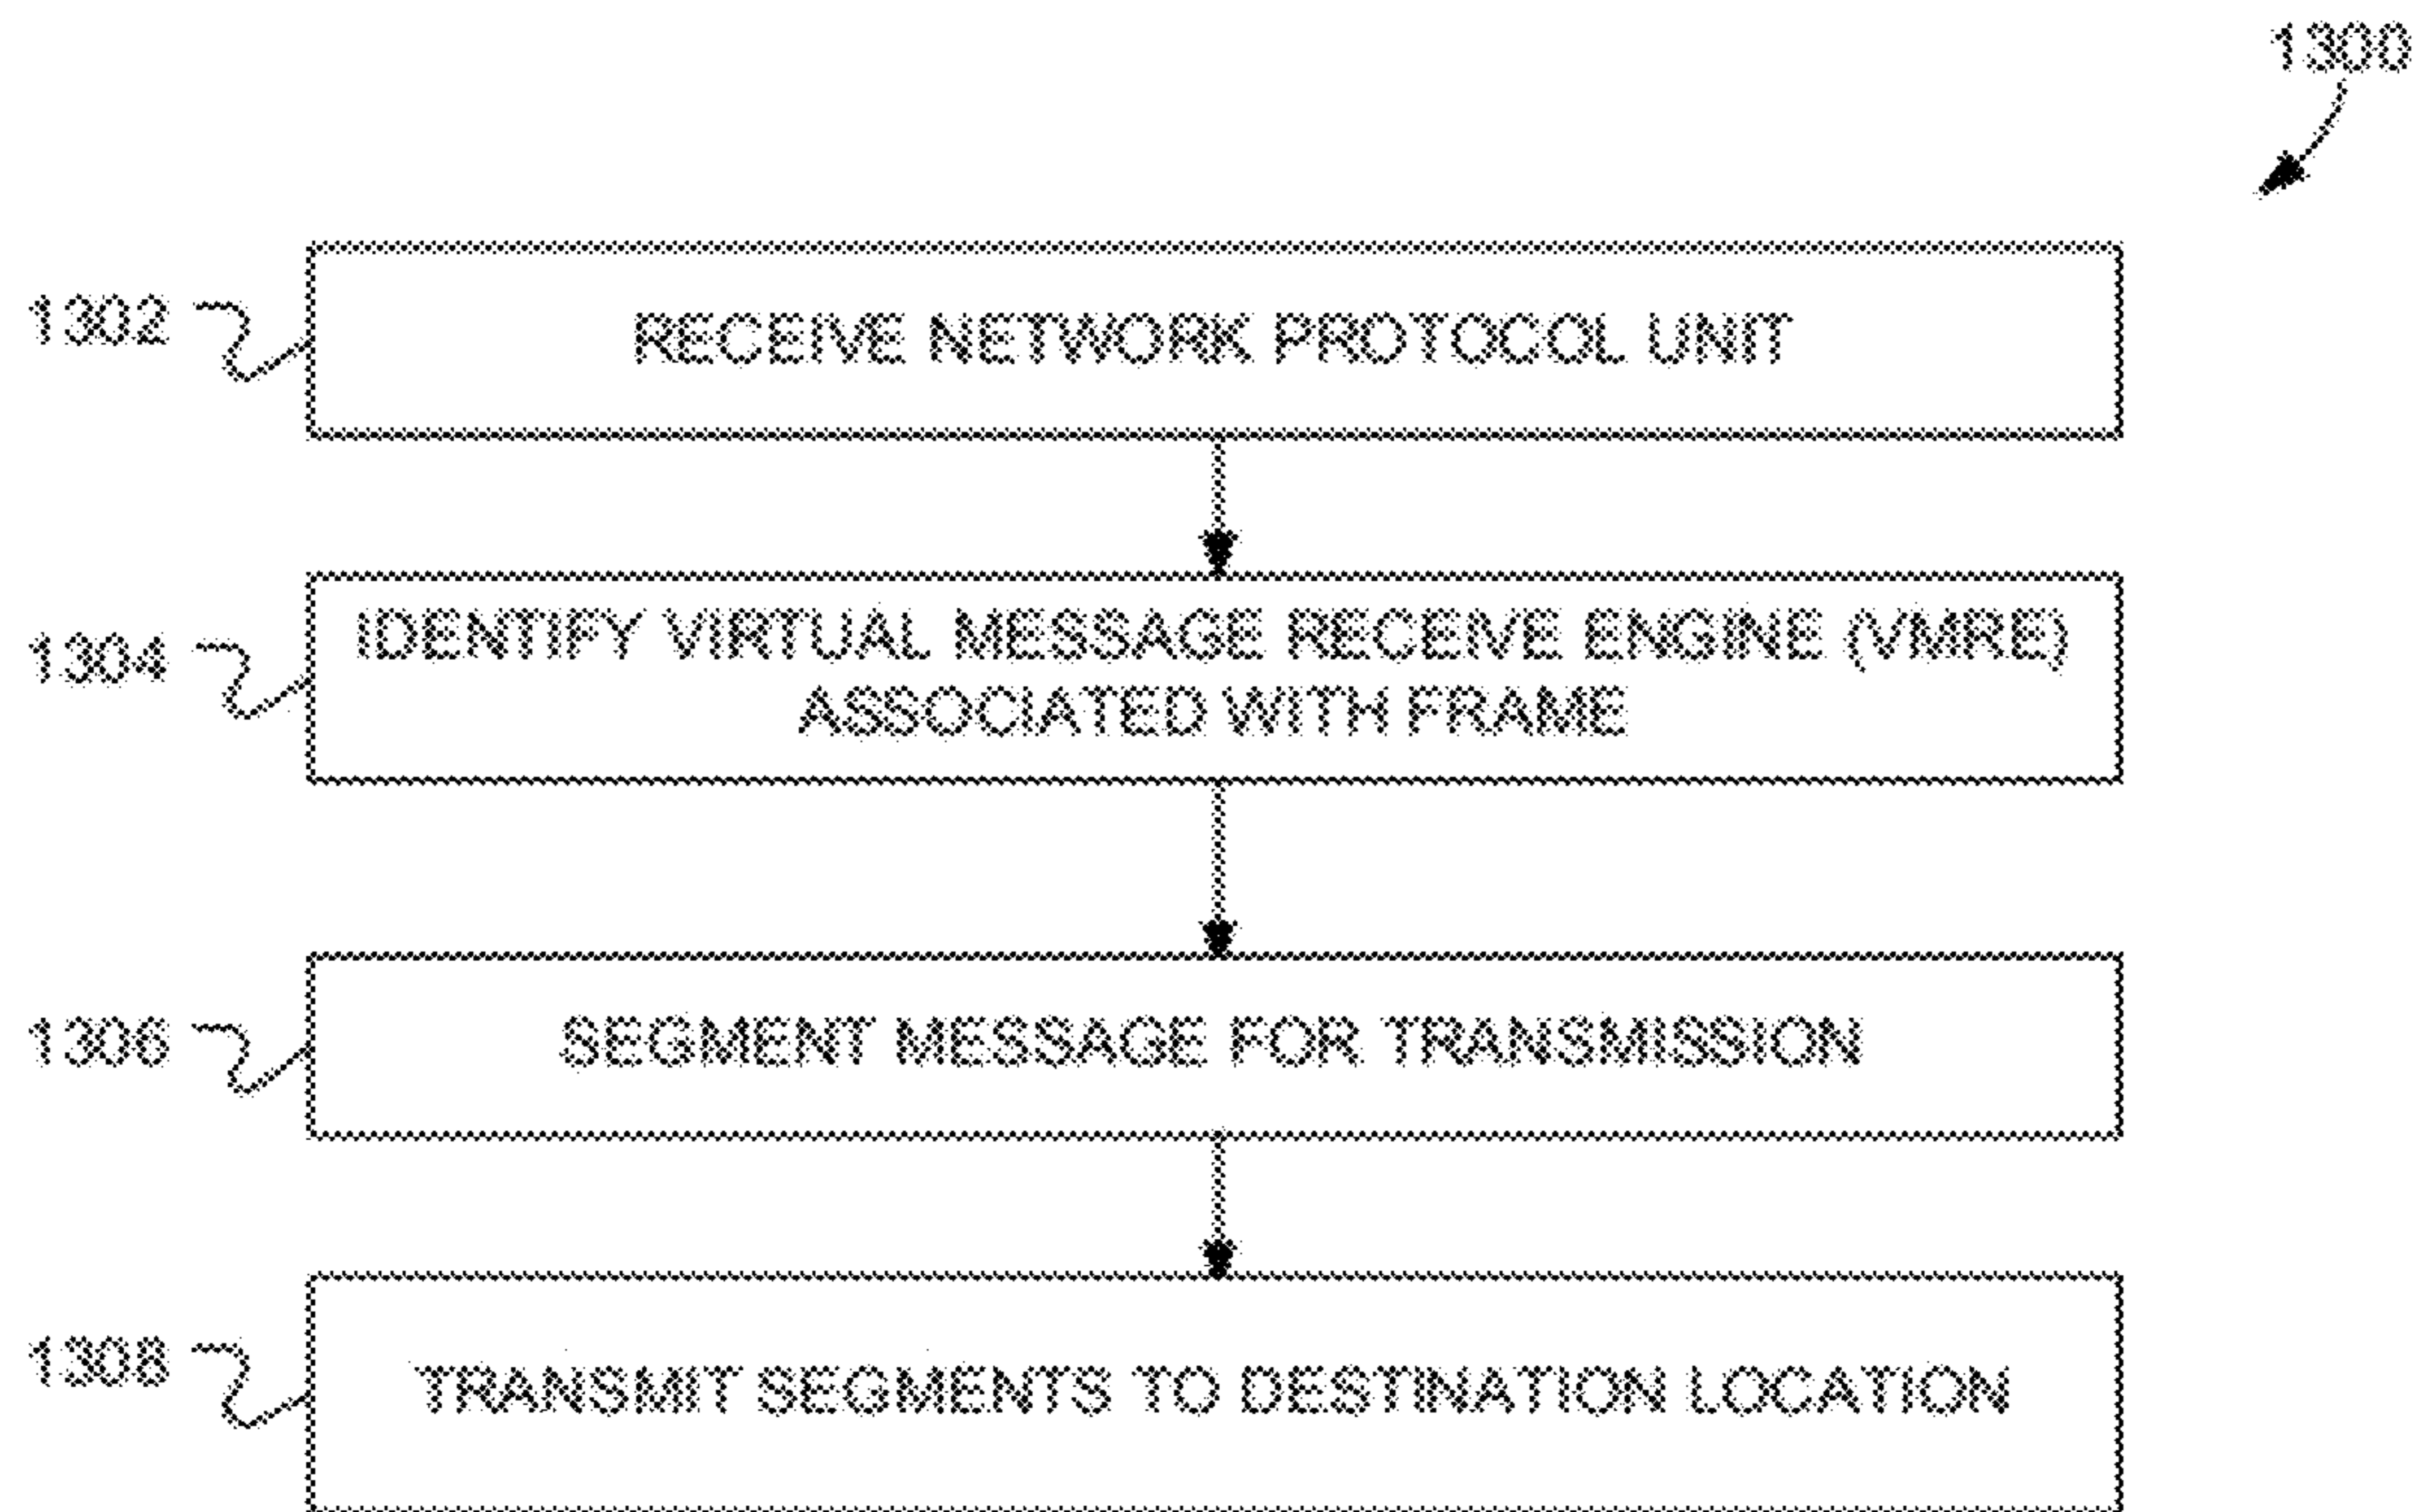 1300
1302
RECEIVE NETWORK PROTOCOL UNIT
1304
IDENTIFY VIRTUAL MESSAGE RECEIVE ENGINE (VMRE)
ASSOCIATED WITH FRAME
1306
SEGMENT MESSAGE FOR TRANSMISSION
1308
TRANSMIT SEGMENTS TO DESTINATION LOCATION